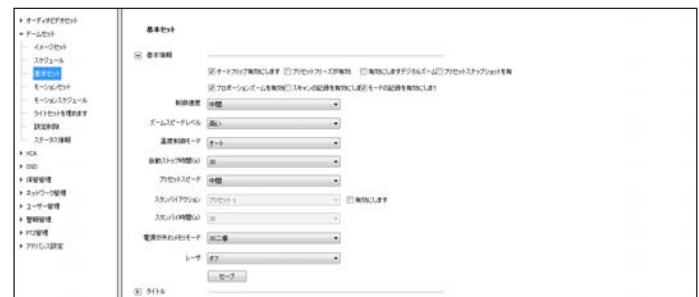 オーディオビデオセット
ドームセット
イメージセット
スケジュール
基本セット
モーションセット
モーションスケジュール
ライトセットを埋めます
設定削除
ステータス情報
VCA
OSD
保管管理
ネットワーク管理
ユーザー管理
警報管理
PTZ管理
アドバンス設定
基本セット
基本情報
オートフリップ有効にします プリセットフリーズが有効 有効にしますデジタルズーム プリセットスナップショットを有
プロポーションズームを有効 スキャンの記録を有効にしま モードの記録を有効にします
制御速度 中間
ズームスピードレベル 高い
温度制御モード オート
自動ストップ時間(s) 30
プリセットスピード 中間
スタンバイアクション プリセット 1 有効にします
スタンバイ時間(s) 30
電源が外れメモリモード 30二番
レーザ オフ
セーブ
タイトル